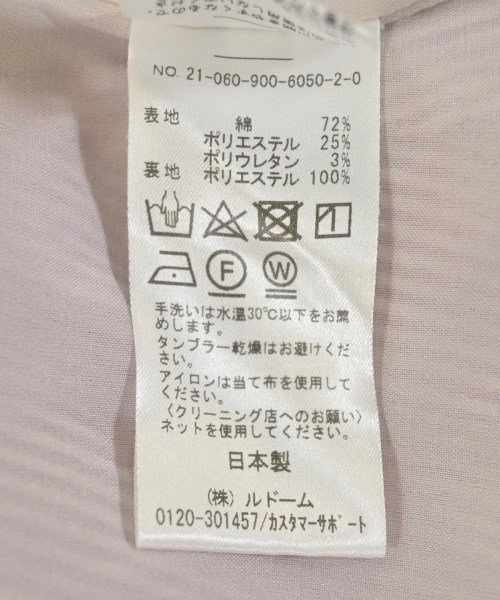 NO. 21-060-900-6050-2-0
表地 綿 72%
ポリエステル 25%
ポリウレタン 3%
裏地 ポリエステル 100%
F W
手洗いは水温30℃以下をお薦
めします。
タンブラー乾燥はお避けくだ
さい。
アイロンは当て布を使用して
ください。
〈クリーニング店へのお願い〉
ネットを使用してください。
日本製
(株) ルドーム
0120-301457/カスタマーサポート